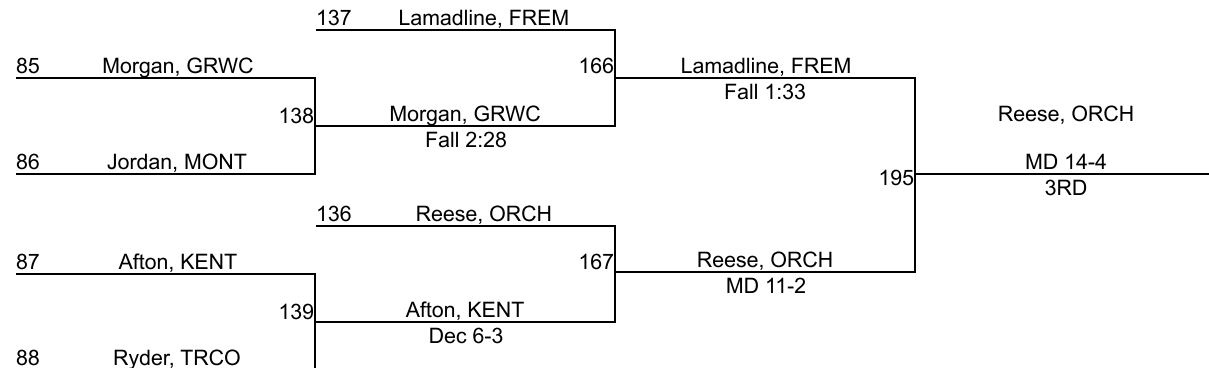 137 Lamadline, FREM
85 Morgan, GRWC
166 Lamadline, FREM
Fall 1:33
138 Morgan, GRWC
Fall 2:28
Reese, ORCH
86 Jordan, MONT
MD 14-4
195
3RD
136 Reese, ORCH
87 Afton, KENT
167 Reese, ORCH
MD 11-2
139 Afton, KENT
Dec 6-3
88 Ryder, TRCO